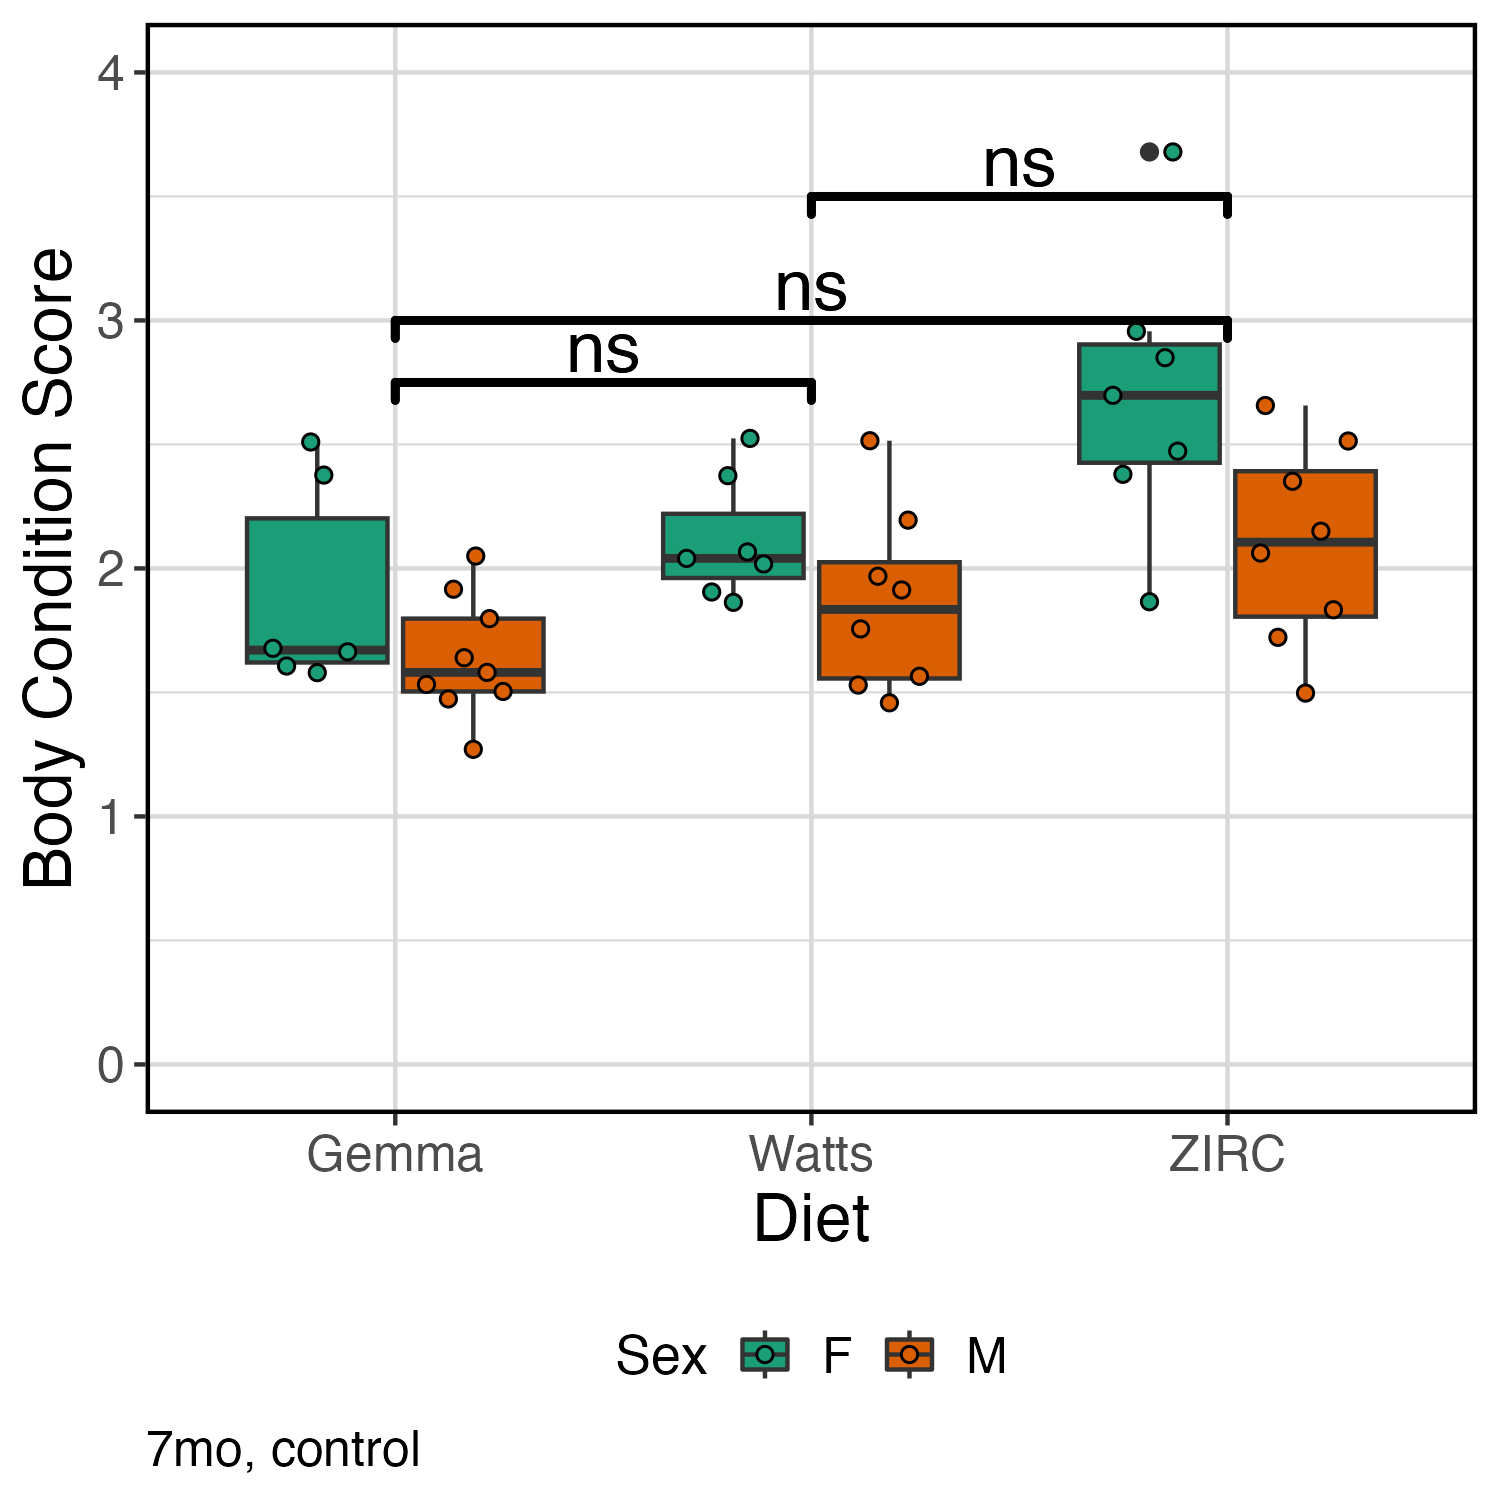 4
ns
ns
3
ns
2
1
0
Body Condition Score
Gemma Watts ZIRC
Diet
Sex F M
7mo, control